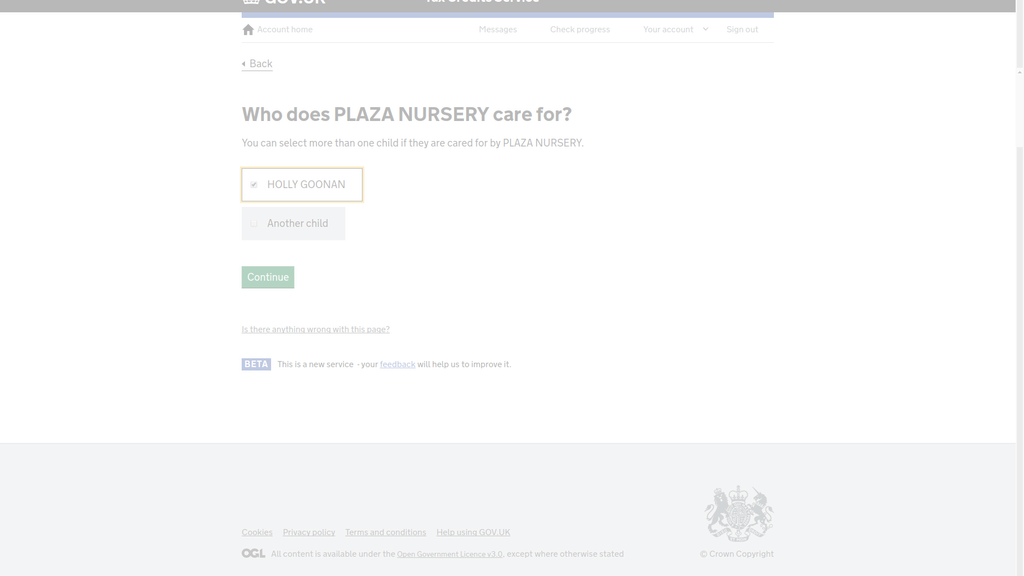 GOV.UK Tax Credits Service
Account home Messages Check progress Your account Sign out
Back
Who does PLAZA NURSERY care for?
You can select more than one child if they are cared for by PLAZA NURSERY.
HOLLY GOONAN
Another child
Continue
Is there anything wrong with this page?
BETA This is a new service - your feedback will help us to improve it.
Cookies Privacy policy Terms and conditions Help using GOV.UK
OGL All content is available under the Open Government Licence v3.0, except where otherwise stated
© Crown Copyright